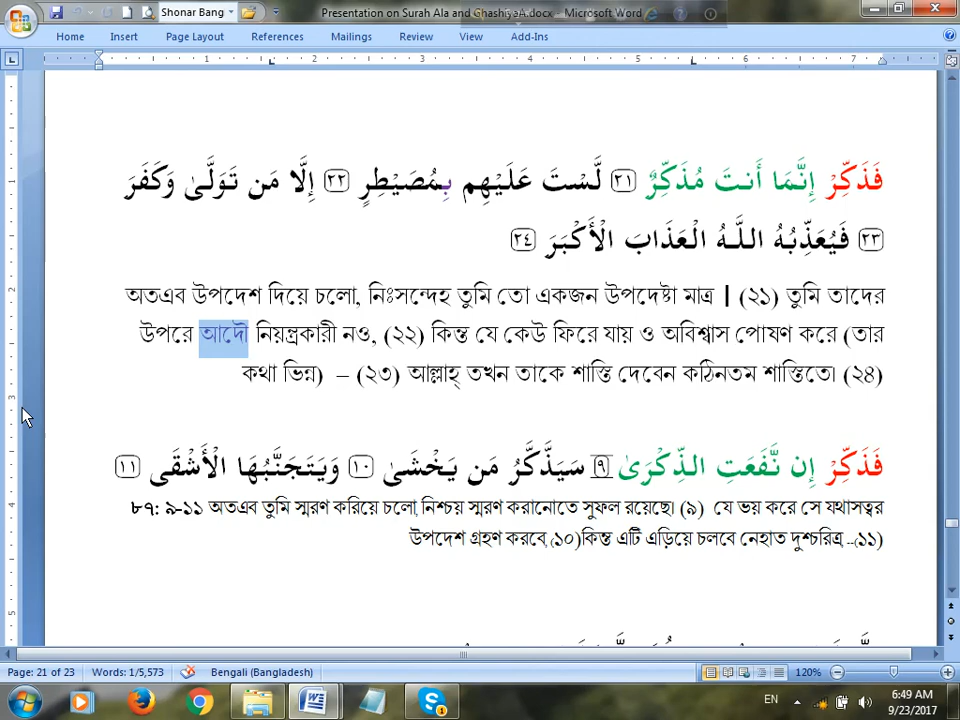 Presentation on Surah Ala and GhashiyaA.docx - Microsoft Word
Shonar Bang
Home Insert Page Layout References Mailings Review View Add-Ins
فَذَكِّرْ إِنَّمَا أَنتَ مُذَكِّرٌ ﴿٢١﴾ لَّسْتَ عَلَيْهِم بِمُصَيْطِرٍ ﴿٢٢﴾ إِلَّا مَن تَوَلَّىٰ وَكَفَرَ
﴿٢٣﴾ فَيُعَذِّبُهُ اللَّـهُ الْعَذَابَ الْأَكْبَرَ ﴿٢٤﴾
অতএব উপদেশ দিয়ে চলো, নিঃসন্দেহ তুমি তো একজন উপদেষ্টা মাত্র | (২১) তুমি তাদের
উপরে আদৌ নিয়ন্ত্রকারী নও, (২২) কিন্ত যে কেউ ফিরে যায় ও অবিশ্বাস পোষণ করে (তার
কথা ভিন্ন) – (২৩) আল্লাহ্ তখন তাকে শাস্তি দেবেন কঠিনতম শাস্তিতে। (২৪)
فَذَكِّرْ إِن نَّفَعَتِ الذِّكْرَىٰ ﴿٩﴾ سَيَذَّكَّرُ مَن يَخْشَىٰ ﴿١٠﴾ وَيَتَجَنَّبُهَا الْأَشْقَى ﴿١١﴾
৮৭: ৯-১১ অতএব তুমি স্মরণ করিয়ে চলো, নিশ্চয় স্মরণ করানোতে সুফল রয়েছে। (৯) যে ভয় করে সে যথাসত্বর
উপদেশ গ্রহণ করবে, (১০)কিন্ত এটি এড়িয়ে চলবে নেহাত দুশ্চরিত্র, --(১১)
Page: 21 of 23 Words: 1/5,573 Bengali (Bangladesh) 120%
EN 6:49 AM
9/23/2017